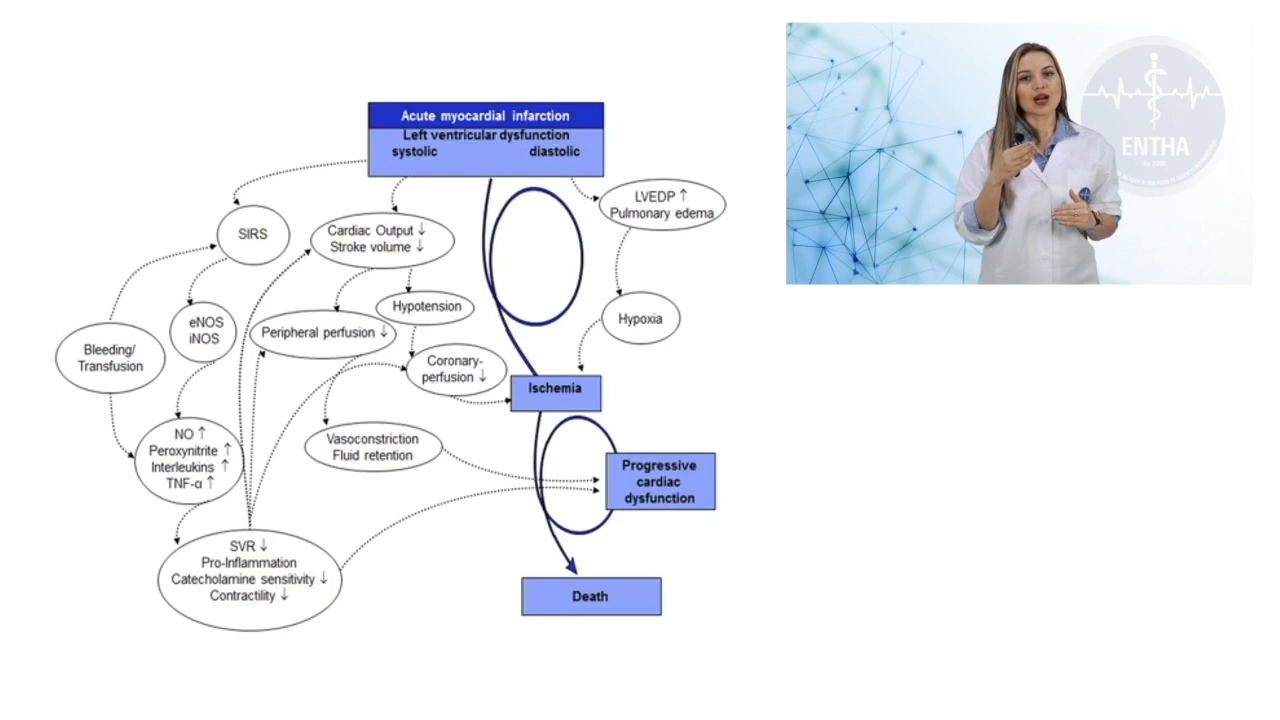 Acute myocardial infarction
Left ventricular dysfunction
systolic diastolic
LVEDP ↑
Pulmonary edema
SIRS
Cardiac Output ↓
Stroke volume ↓
eNOS
iNOS
Peripheral perfusion ↓
Hypotension
Hypoxia
Bleeding/
Transfusion
Coronary-
perfusion ↓
Ischemia
NO ↑
Peroxynitrite ↑
Interleukins ↑
TNF-α ↑
Vasoconstriction
Fluid retention
Progressive
cardiac
dysfunction
SVR ↓
Pro-Inflammation
Catecholamine sensitivity ↓
Contractility ↓
Death
ENTHA